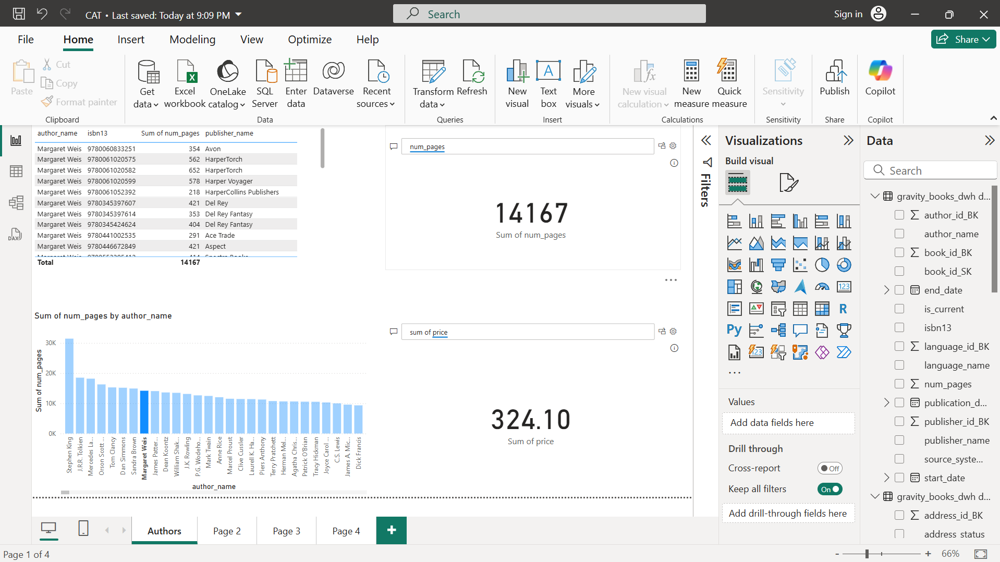 CAT • Last saved: Today at 9:09 PM
Search
Sign in
File Home Insert Modeling View Optimize Help
Share
Paste
Cut
Copy
Format painter
Clipboard
Get data
Excel workbook
OneLake catalog
SQL Server
Enter data
Dataverse
Recent sources
Data
Transform data
Refresh
Queries
New visual
Text box
More visuals
Insert
New visual calculation
New measure
Quick measure
Calculations
Sensitivity
Sensitivity
Publish
Share
Copilot
Copilot
author_name isbn13 Sum of num_pages publisher_name
Margaret Weis 9780060833251 354 Avon
Margaret Weis 9780061020575 562 HarperTorch
Margaret Weis 9780061020582 652 HarperTorch
Margaret Weis 9780061020599 578 Harper Voyager
Margaret Weis 9780061052392 218 HarperCollins Publishers
Margaret Weis 9780345397607 421 Del Rey
Margaret Weis 9780345397614 353 Del Rey Fantasy
Margaret Weis 9780345424624 404 Del Rey Fantasy
Margaret Weis 9780441002535 291 Ace Trade
Margaret Weis 9780446672849 421 Aspect
Total 14167
num_pages
14167
Sum of num_pages
Sum of num_pages by author_name
Sum of num_pages
30K
20K
10K
0K
Stephen King
J.R.R. Tolkien
Mercedes La...
Orson Scott ...
Tom Clancy
Dan Simmons
Sandra Brown
Margaret Weis
James Patter...
Dean Koontz
William Shak...
J.K. Rowling
P.G. Wodeho...
Mark Twain
Anne Rice
Marcel Proust
Clive Cussler
Laurell K. Ha...
Piers Anthony
Terry Pratchett
Herman Mel...
Agatha Chris...
Patrick O'Brian
Tracy Hickman
Joyce Carol ...
C.S. Lewis
James A. Mic...
Dick Francis
author_name
sum of price
324.10
Sum of price
Filters
Visualizations
Build visual
123
R
Py
123
...
Values
Add data fields here
Drill through
Cross-report Off
Keep all filters On
Add drill-through fields here
Data
Search
gravity_books_dwh d...
author_id_BK
author_name
book_id_BK
book_id_SK
end_date
is_current
isbn13
language_id_BK
language_name
num_pages
publication_d...
publisher_id_BK
publisher_name
source_syste...
start_date
gravity_books_dwh d...
address_id_BK
address_status
DAX
Authors Page 2 Page 3 Page 4 +
Page 1 of 4
- + 66%